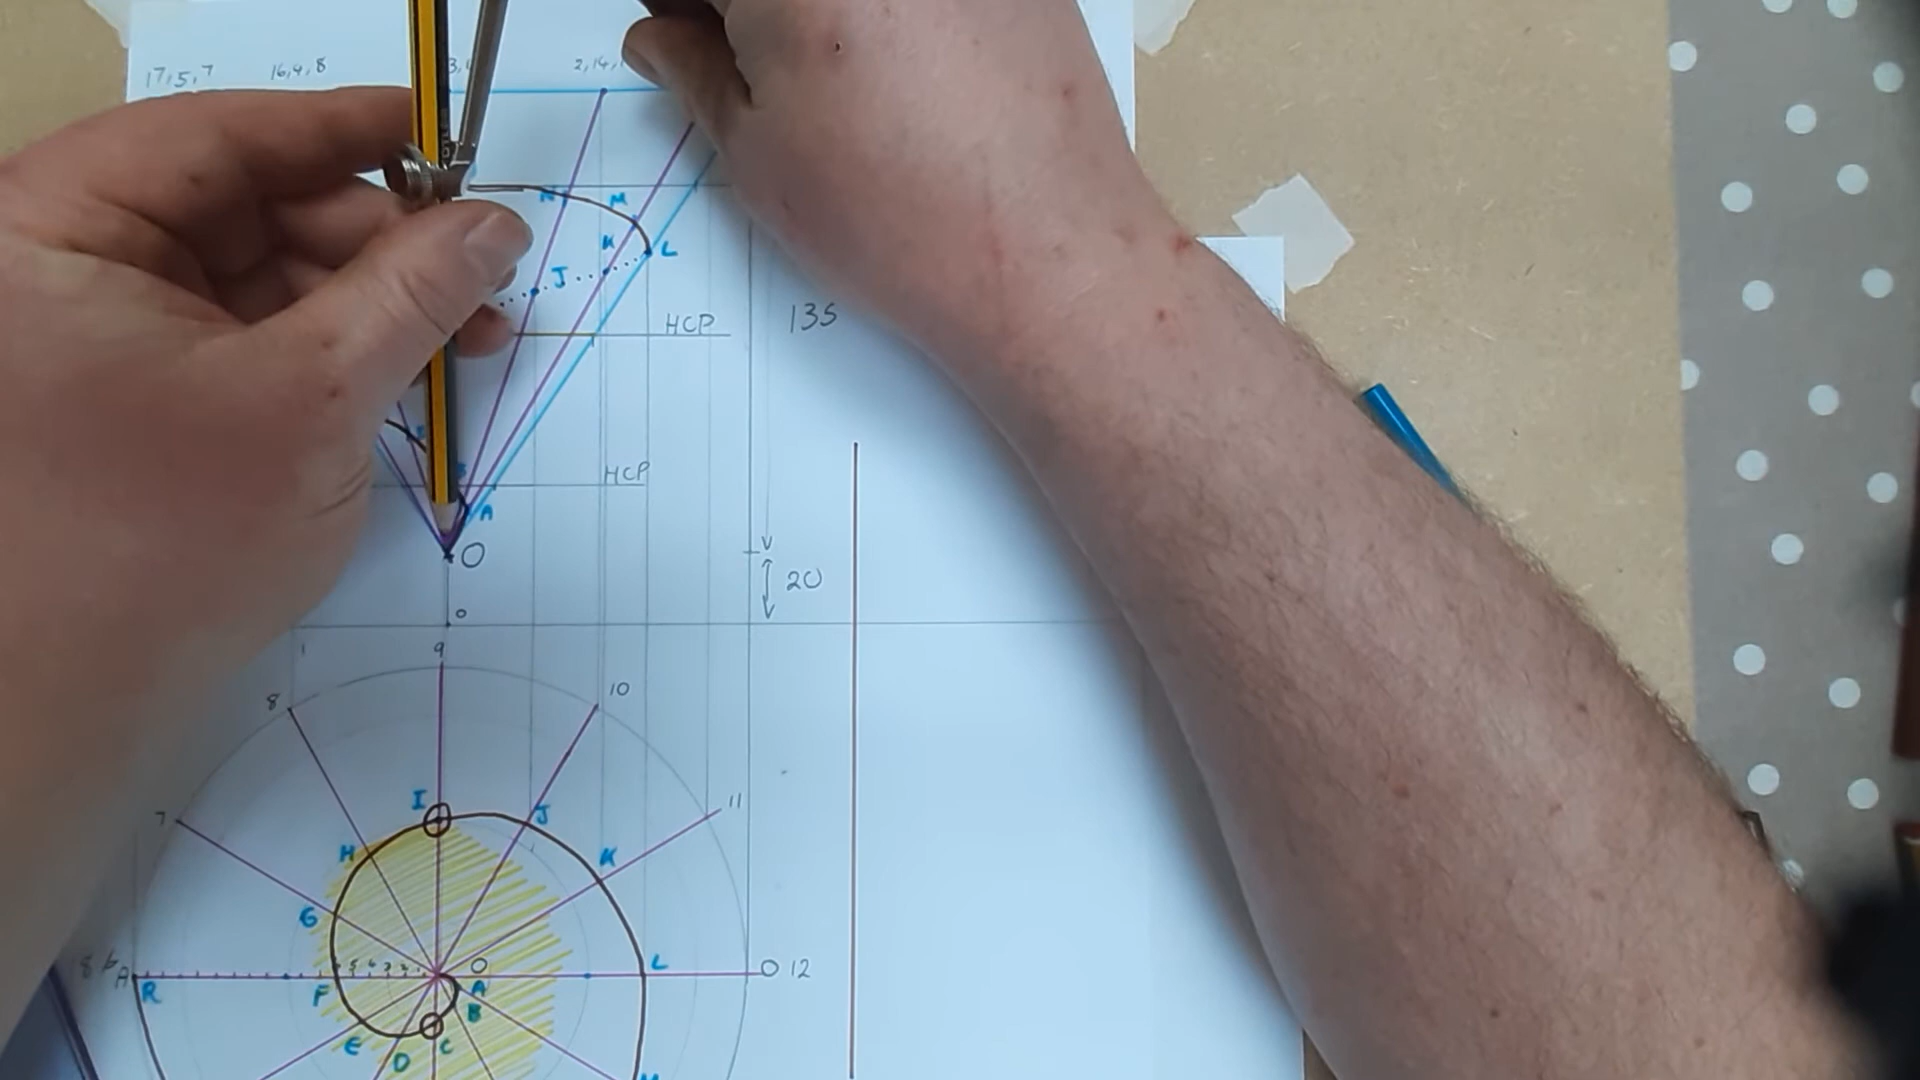 17,5,7 16,4,8 3, 2,14,
N M
K L
J
HCP
135
HCP
A
O
20
o
1 9
8 10
I
7 J 11
H K
G
O L O 12
A R F A
B
E D C